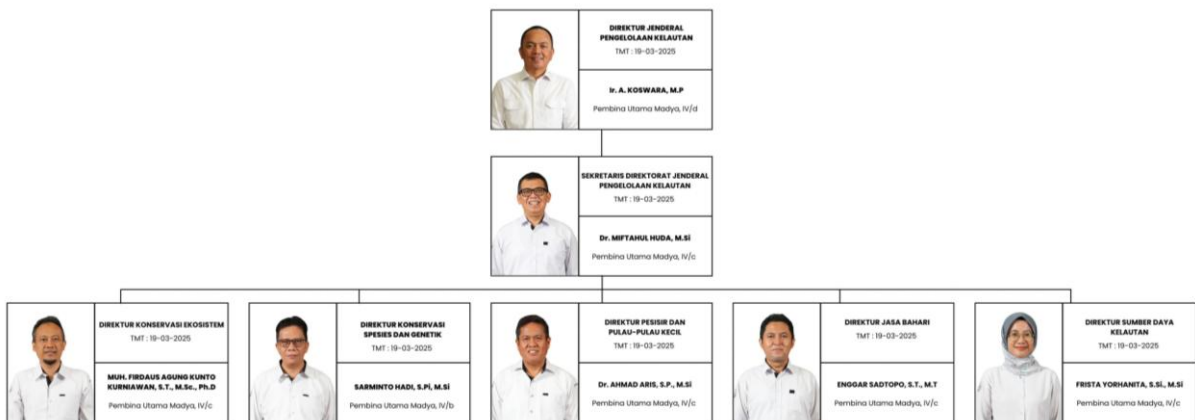 DIREKTUR JENDERAL
PENGELOLAAN KELAUTAN
TMT : 19-03-2025
Ir. A. KOSWARA, M.P
Pembina Utama Madya, IV/d
SEKRETARIS DIREKTORAT JENDERAL
PENGELOLAAN KELAUTAN
TMT : 19-03-2025
Dr. MIFTAHUL HUDA, M.Si
Pembina Utama Madya, IV/c
DIREKTUR KONSERVASI EKOSISTEM
TMT : 19-03-2025
MUH. FIRDAUS AGUNG KUNTO
KURNIAWAN, S.T., M.Sc., Ph.D
Pembina Utama Madya, IV/c
DIREKTUR KONSERVASI
SPESIES DAN GENETIK
TMT : 19-03-2025
SARMINTO HADI, S.Pi, M.Si
Pembina Utama Madya, IV/b
DIREKTUR PESISIR DAN
PULAU-PULAU KECIL
TMT : 19-03-2025
Dr. AHMAD ARIS, S.P., M.Si
Pembina Utama Madya, IV/c
DIREKTUR JASA BAHARI
TMT : 19-03-2025
ENGGAR SADTOPO, S.T., M.T
Pembina Utama Madya, IV/c
DIREKTUR SUMBER DAYA
KELAUTAN
TMT : 19-03-2025
FRISTA YORHANITA, S.Si., M.Si
Pembina Utama Madya, IV/c